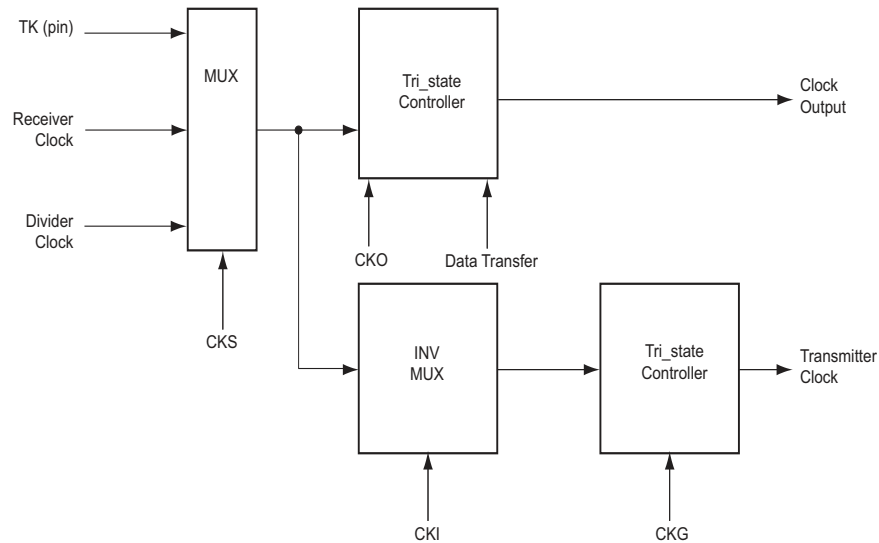 TK (pin)
MUX
Tri_state
Controller
Clock
Output
Receiver
Clock
Divider
Clock
CKO
Data Transfer
CKS
INV
MUX
Tri_state
Controller
Transmitter
Clock
CKI
CKG